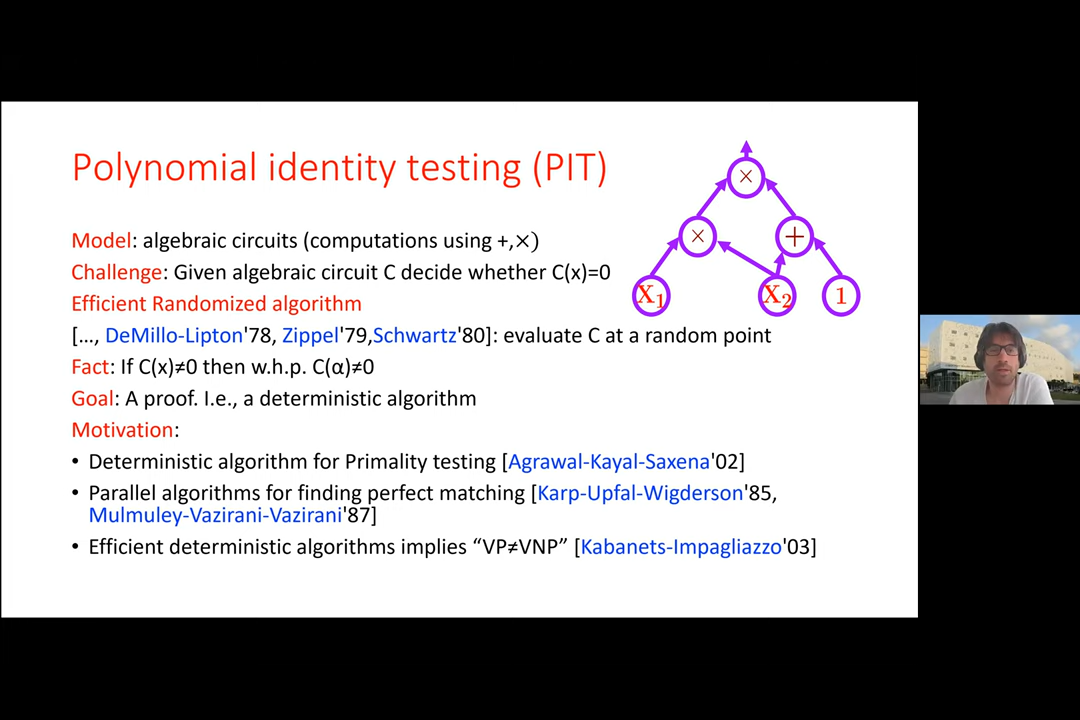 Polynomial identity testing (PIT)
Model: algebraic circuits (computations using +,×)
Challenge: Given algebraic circuit C decide whether C(x)=0
Efficient Randomized algorithm
[…, DeMillo-Lipton'78, Zippel'79,Schwartz'80]: evaluate C at a random point
Fact: If C(x)≠0 then w.h.p. C(α)≠0
Goal: A proof. I.e., a deterministic algorithm
Motivation:
• Deterministic algorithm for Primality testing [Agrawal-Kayal-Saxena'02]
• Parallel algorithms for finding perfect matching [Karp-Upfal-Wigderson'85,
Mulmuley-Vazirani-Vazirani'87]
• Efficient deterministic algorithms implies “VP≠VNP” [Kabanets-Impagliazzo'03]
×
× +
X₁ X₂ 1